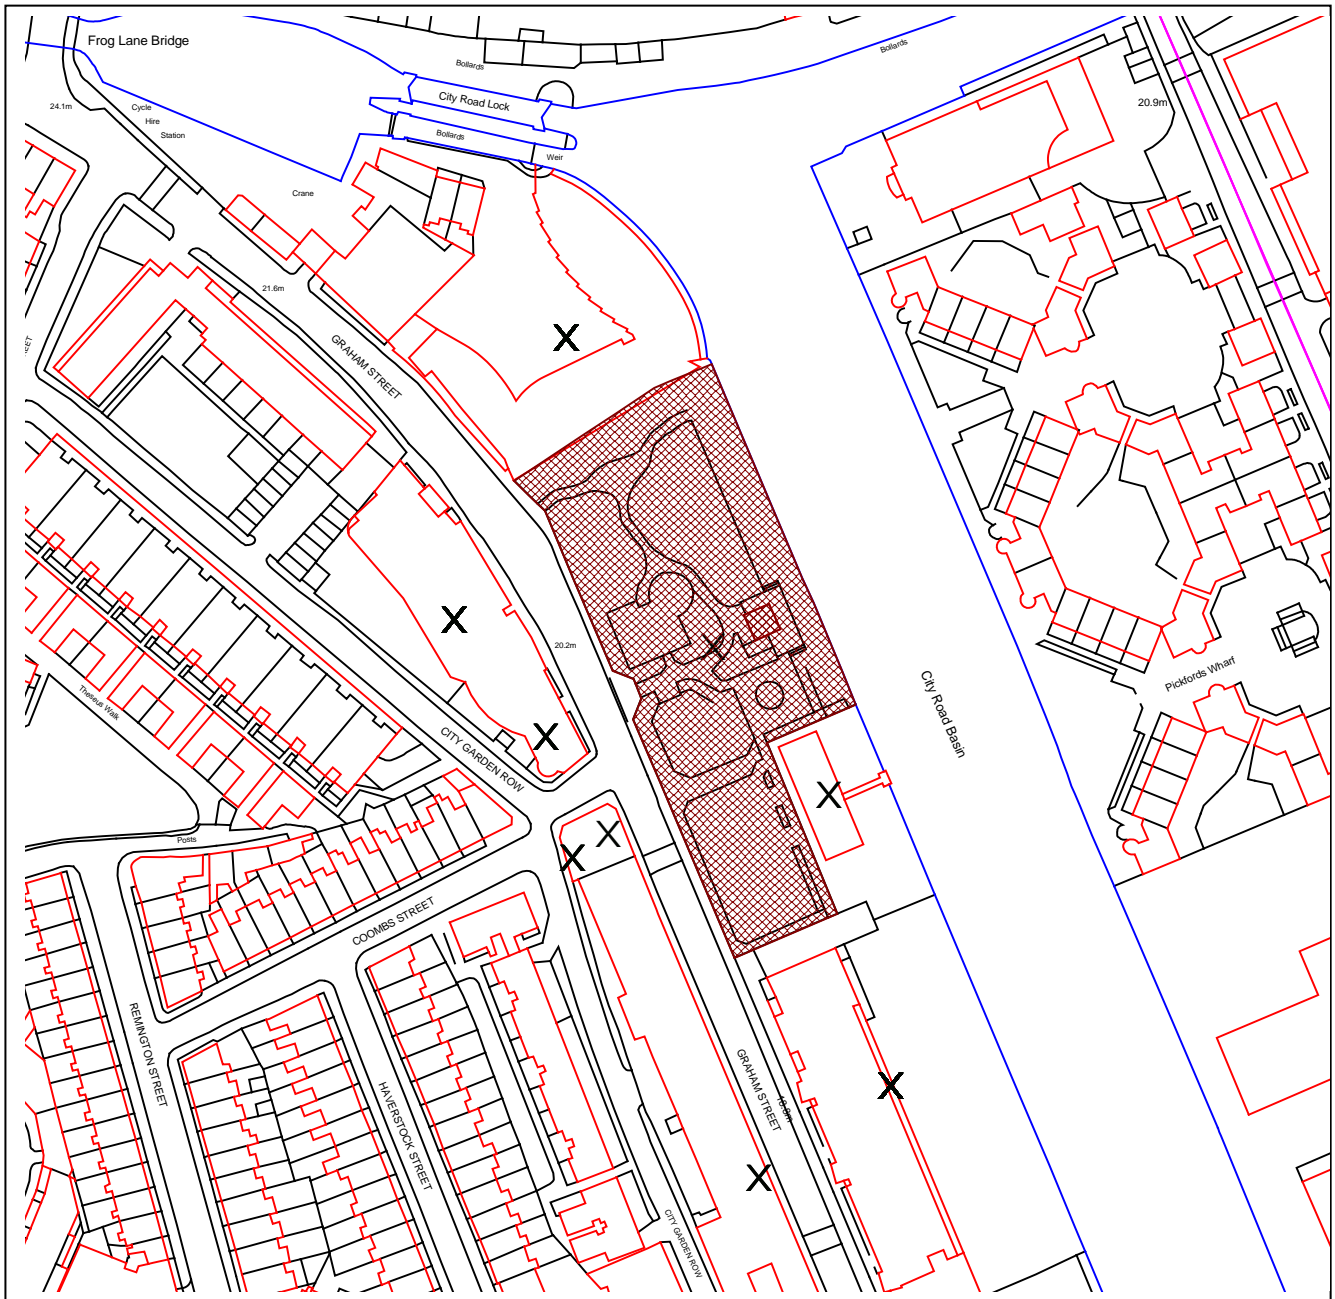 Frog Lane Bridge
Bollards
Bollards
City Road Lock
24.1m
Cycle
Hire
Station
Bollards
20.9m
Weir
Crane
21.6m
GRAHAM STREET
X
X
20.2m
X
X
Pickfords Wharf
City Road Basin
Theseus Walk
CITY GARDEN ROW
X
X
Posts
X
X
COOMBS STREET
REMINGTON STREET
HAVERSTOCK STREET
GRAHAM STREET
X
X
CITY GARDEN ROW